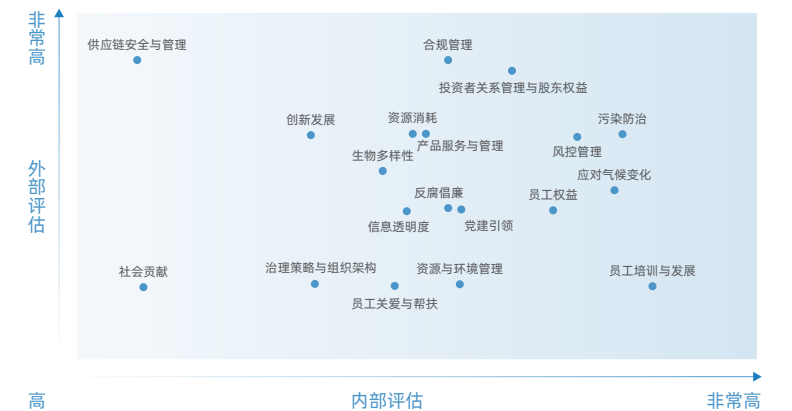 非常高
供应链安全与管理
合规管理
投资者关系管理与股东权益
创新发展
资源消耗
污染防治
产品服务与管理
风控管理
生物多样性
外部评估
应对气候变化
反腐倡廉
员工权益
信息透明度
党建引领
社会贡献
治理策略与组织架构
资源与环境管理
员工培训与发展
员工关爱与帮扶
高
内部评估
非常高